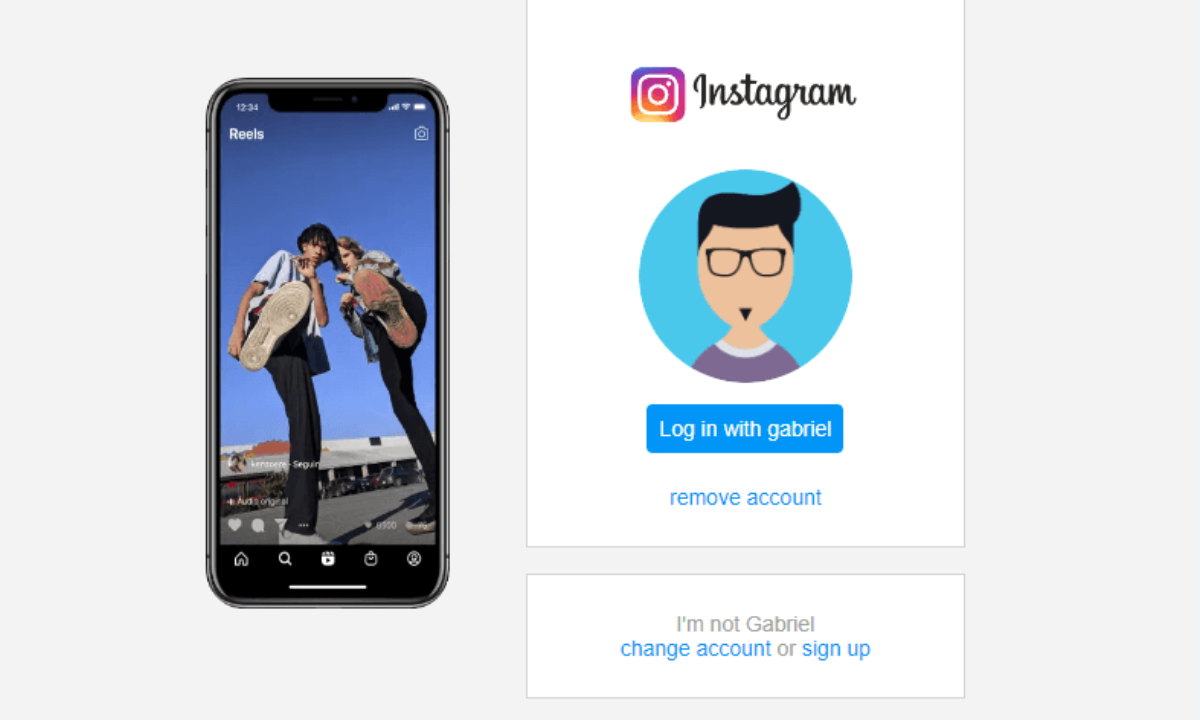 12:34
Reels
kenzoere · Seguin
Audio original
Instagram
Log in with gabriel
remove account
I'm not Gabriel
change account or sign up